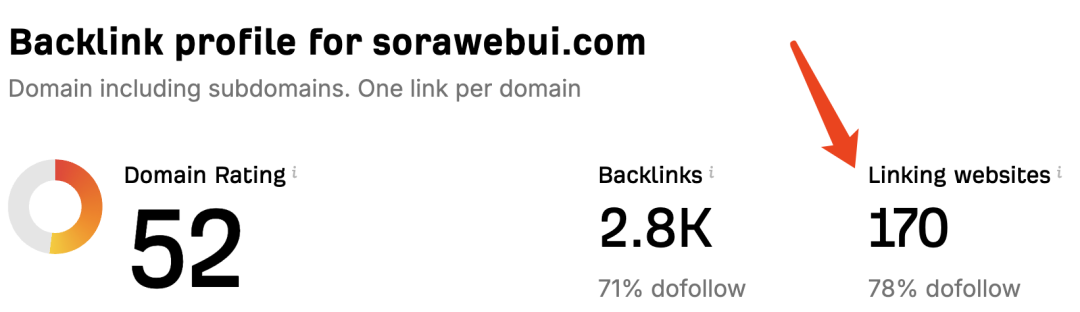 Backlink profile for sorawebui.com
Domain including subdomains. One link per domain
Domain Rating i
52
Backlinks i
2.8K
71% dofollow
Linking websites i
170
78% dofollow